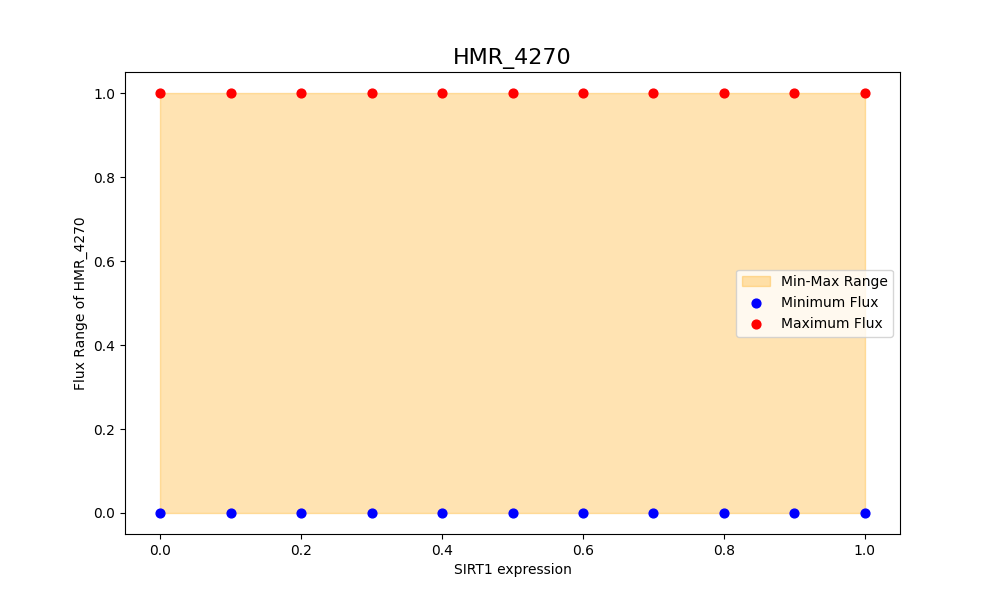 HMR_4270
Flux Range of HMR_4270
1.0
0.8
0.6
0.4
0.2
0.0
Min-Max Range
Minimum Flux
Maximum Flux
0.0 0.2 0.4 0.6 0.8 1.0
SIRT1 expression